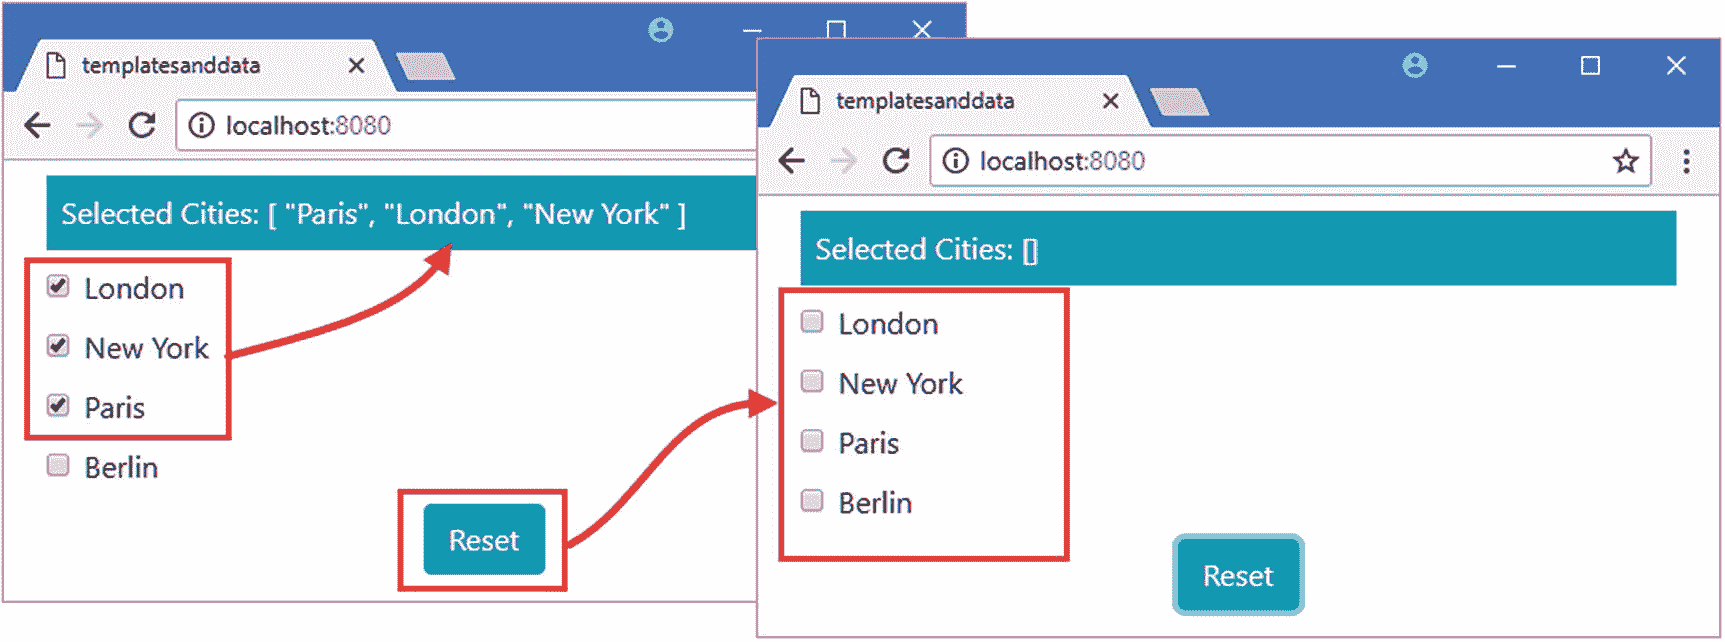 templatesanddata
localhost:8080
Selected Cities: [ "Paris", "London", "New York" ]
London
New York
Paris
Berlin
Reset
templatesanddata
localhost:8080
Selected Cities: []
London
New York
Paris
Berlin
Reset